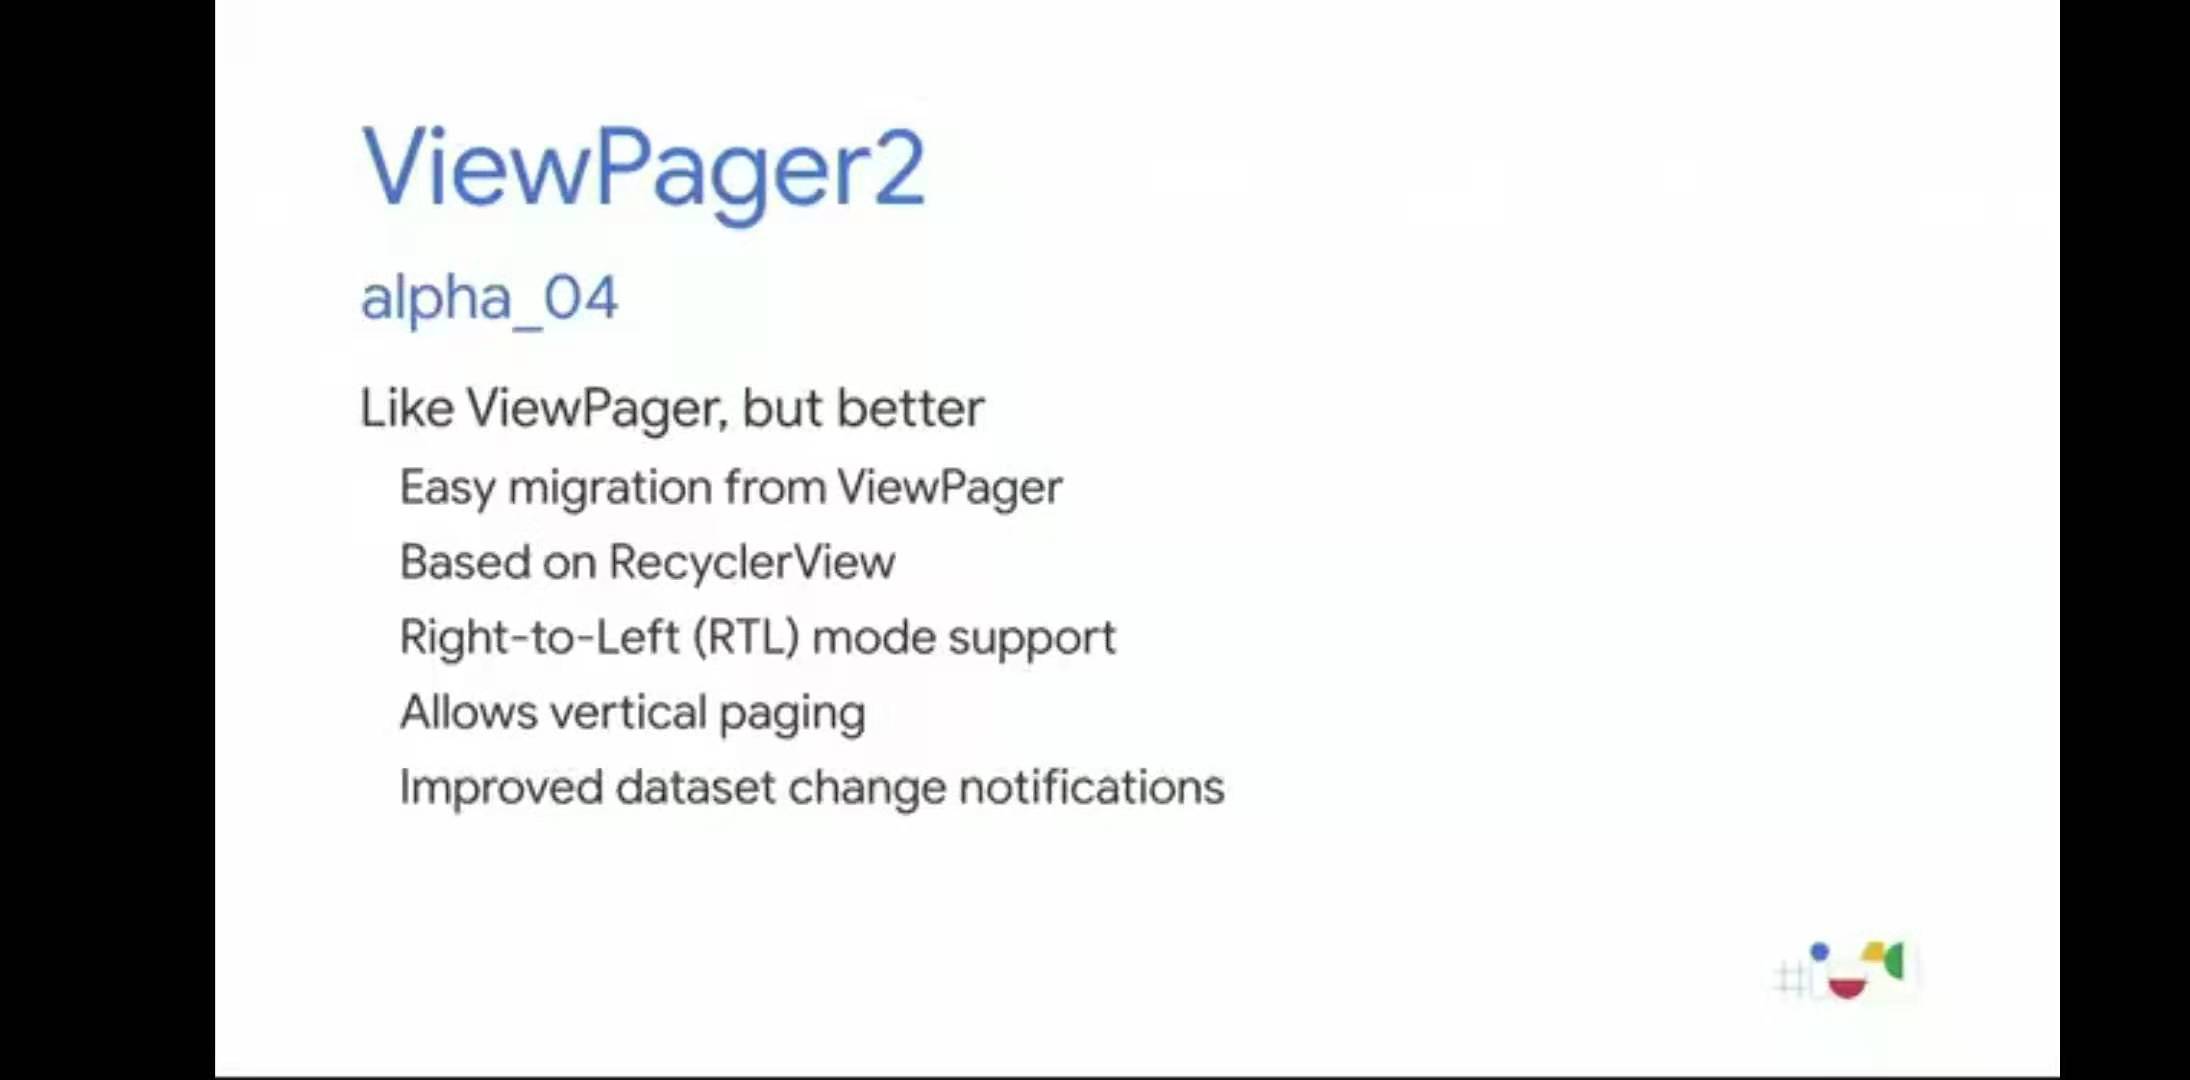 ViewPager2
alpha_04
Like ViewPager, but better
Easy migration from ViewPager
Based on RecyclerView
Right-to-Left (RTL) mode support
Allows vertical paging
Improved dataset change notifications